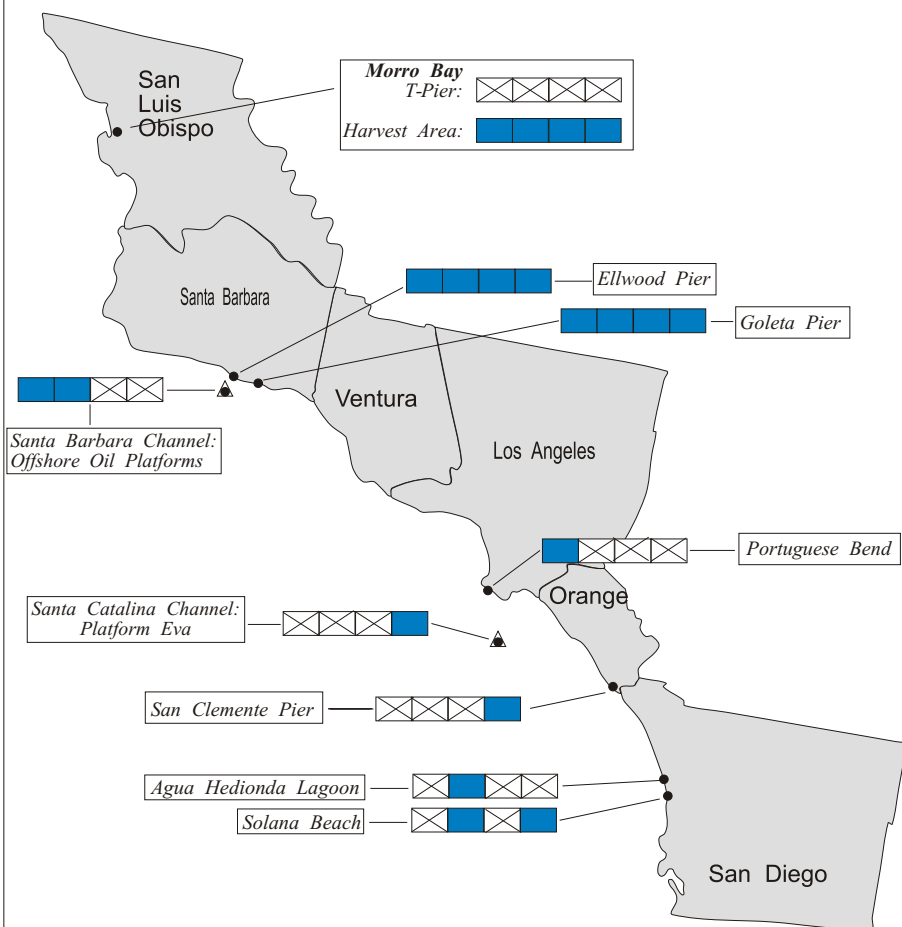 San
Luis
Obispo
Morro Bay
T-Pier:
Harvest Area:
Santa Barbara
Ellwood Pier
Goleta Pier
Ventura
Santa Barbara Channel:
Offshore Oil Platforms
Los Angeles
Portuguese Bend
Orange
Santa Catalina Channel:
Platform Eva
San Clemente Pier
Agua Hedionda Lagoon
Solana Beach
San Diego